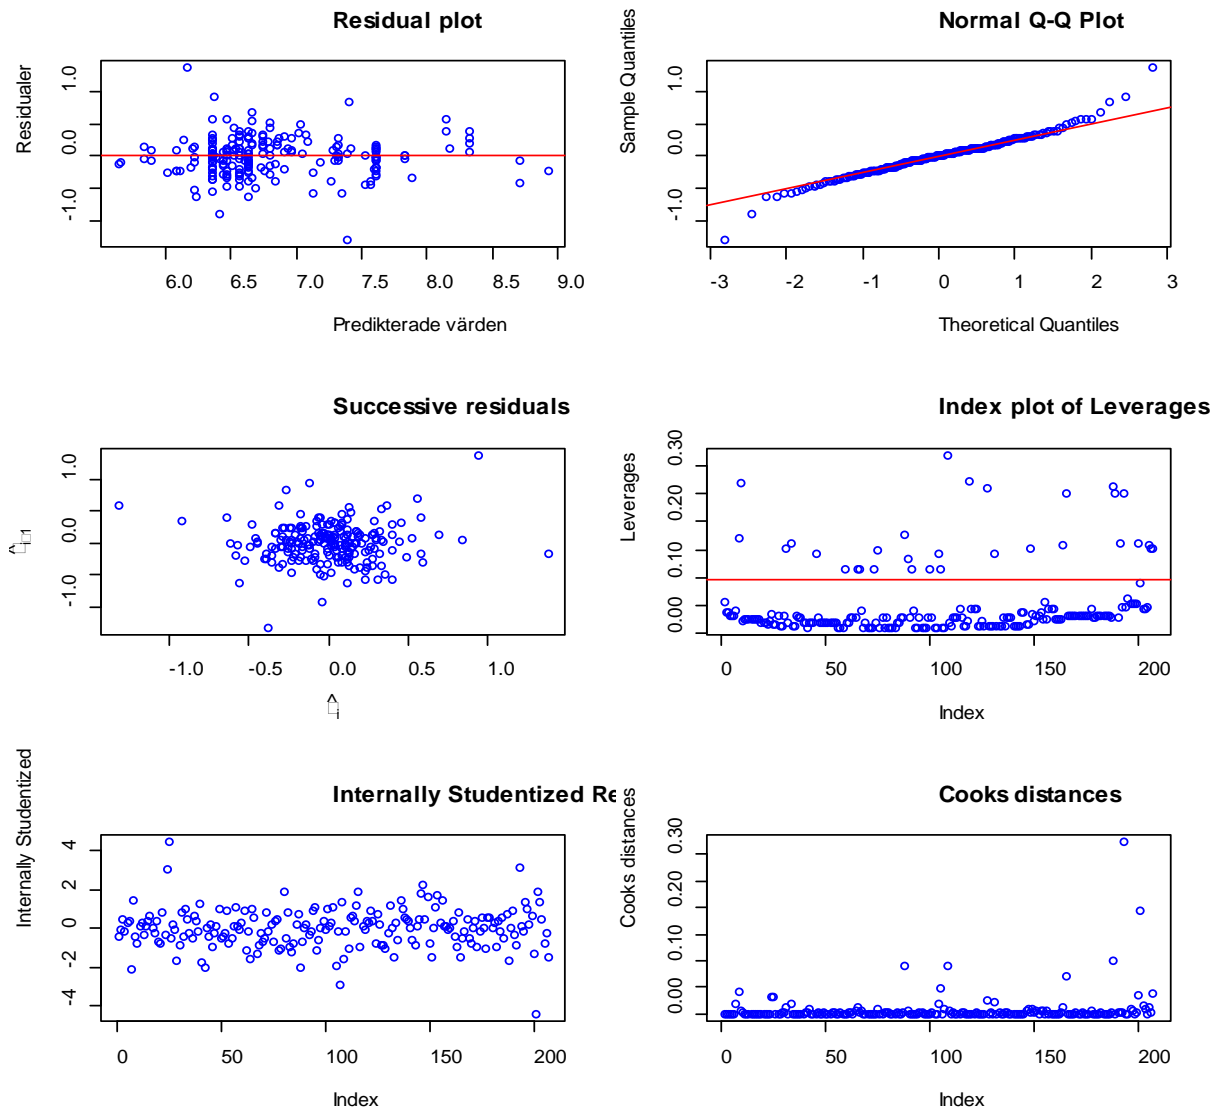 Residual plot
Residualer
1.0
0.0
-1.0
6.0 6.5 7.0 7.5 8.0 8.5 9.0
Predikterade värden
Normal Q-Q Plot
Sample Quantiles
1.0
0.0
-1.0
-3 -2 -1 0 1 2 3
Theoretical Quantiles
Successive residuals
1.0
0.0
-1.0
-1.0 -0.5 0.0 0.5 1.0
^
i
Index plot of Leverages
Leverages
0.30
0.20
0.10
0.00
0 50 100 150 200
Index
Internally Studentized Re
Internally Studentized
4
2
0
-2
-4
0 50 100 150 200
Index
Cooks distances
Cooks distances
0.30
0.20
0.10
0.00
0 50 100 150 200
Index